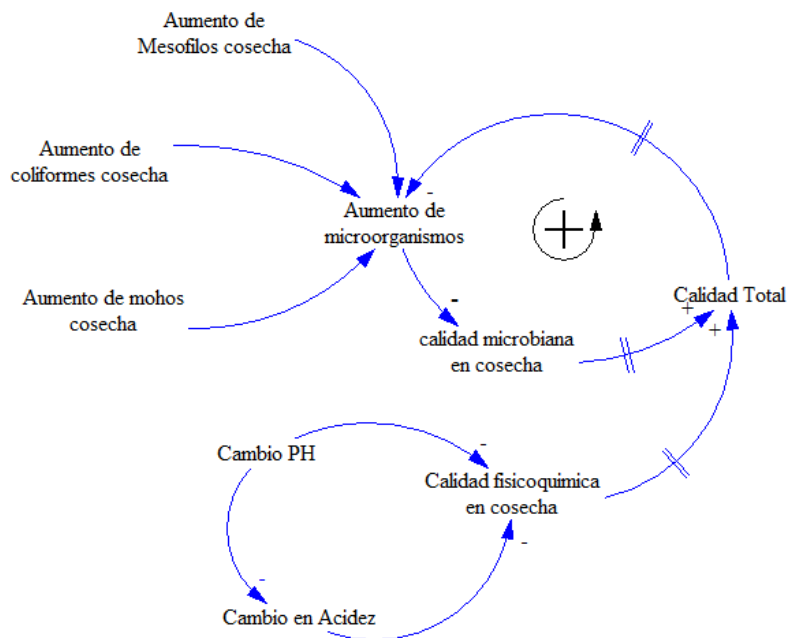 Aumento de
Mesofilos cosecha
Aumento de
coliformes cosecha
-
Aumento de
microorganismos
+
Aumento de mohos
cosecha
-
Calidad Total
+
+
calidad microbiana
en cosecha
Cambio PH
-
Calidad fisicoquimica
en cosecha
-
-
Cambio en Acidez